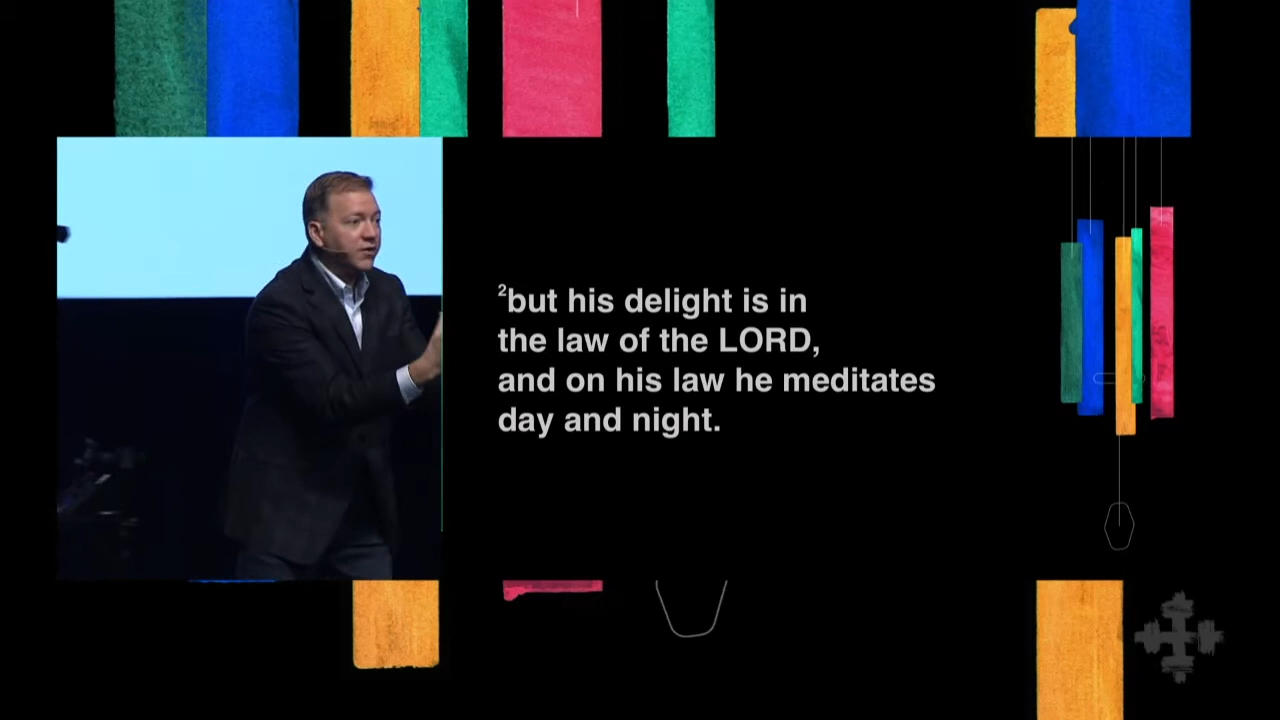 ²but his delight is in
the law of the LORD,
and on his law he meditates
day and night.